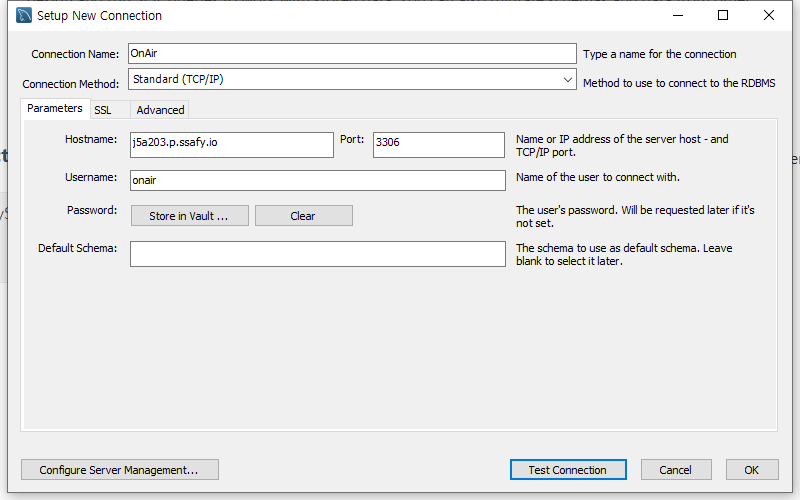 Setup New Connection
Connection Name: OnAir Type a name for the connection
Connection Method: Standard (TCP/IP) Method to use to connect to the RDBMS
Parameters SSL Advanced
Hostname: j5a203.p.ssafy.io Port: 3306 Name or IP address of the server host - and
TCP/IP port.
Username: onair Name of the user to connect with.
Password: Store in Vault ... Clear The user's password. Will be requested later if it's
not set.
Default Schema: The schema to use as default schema. Leave
blank to select it later.
Configure Server Management... Test Connection Cancel OK